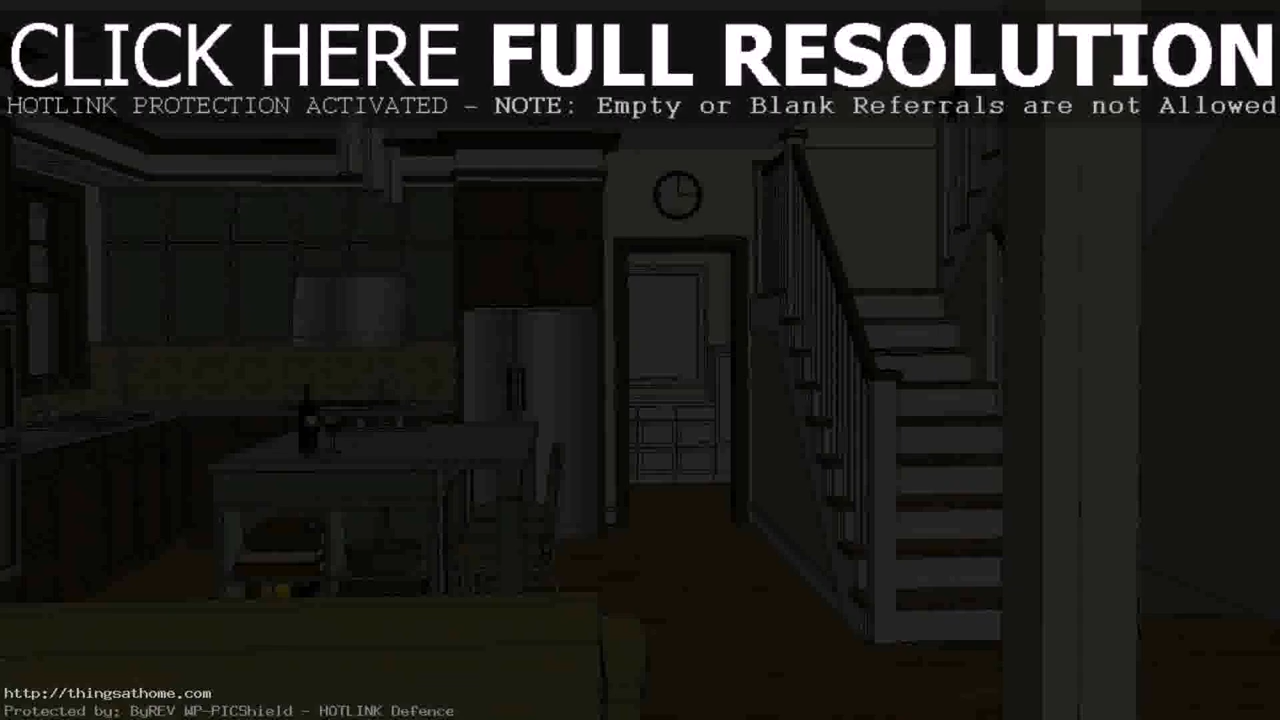 CLICK HERE FULL RESOLUTION
HOTLINK PROTECTION ACTIVATED - NOTE: Empty or Blank Referrals are not Allowed
http://thingsathome.com
Protected by: ByREV WP-PICShield - HOTLINK Defence